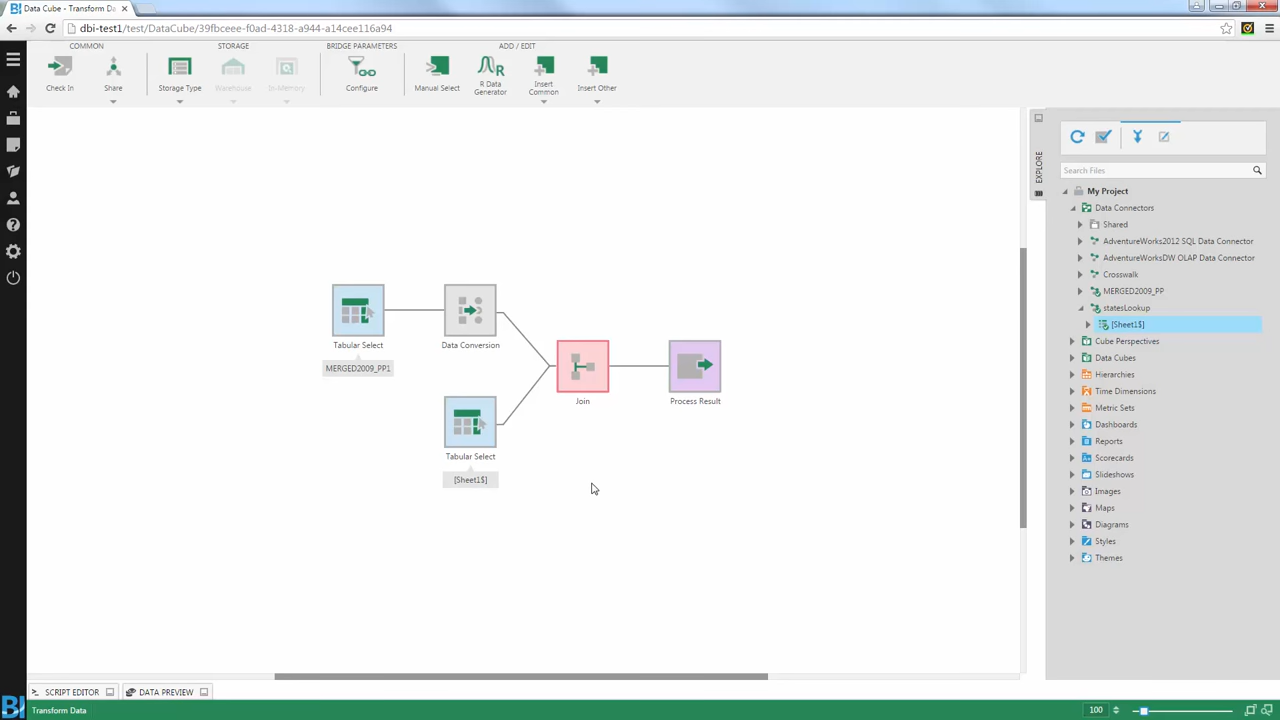 Data Cube - Transform Da
dbi-test1/test/DataCube/39fbceee-f0ad-4318-a944-a14cee116a94
COMMON
STORAGE
BRIDGE PARAMETERS
ADD / EDIT
Check In
Share
Storage Type
Warehouse
In-Memory
Configure
Manual Select
R Data Generator
Insert Common
Insert Other
Tabular Select
MERGED2009_PP1
Data Conversion
Tabular Select
[Sheet1$]
Join
Process Result
EXPLORE
Search Files
My Project
Data Connectors
Shared
AdventureWorks2012 SQL Data Connector
AdventureWorksDW OLAP Data Connector
Crosswalk
MERGED2009_PP
statesLookup
[Sheet1$]
Cube Perspectives
Data Cubes
Hierarchies
Time Dimensions
Metric Sets
Dashboards
Reports
Scorecards
Slideshows
Images
Maps
Diagrams
Styles
Themes
SCRIPT EDITOR
DATA PREVIEW
BI
Transform Data
100